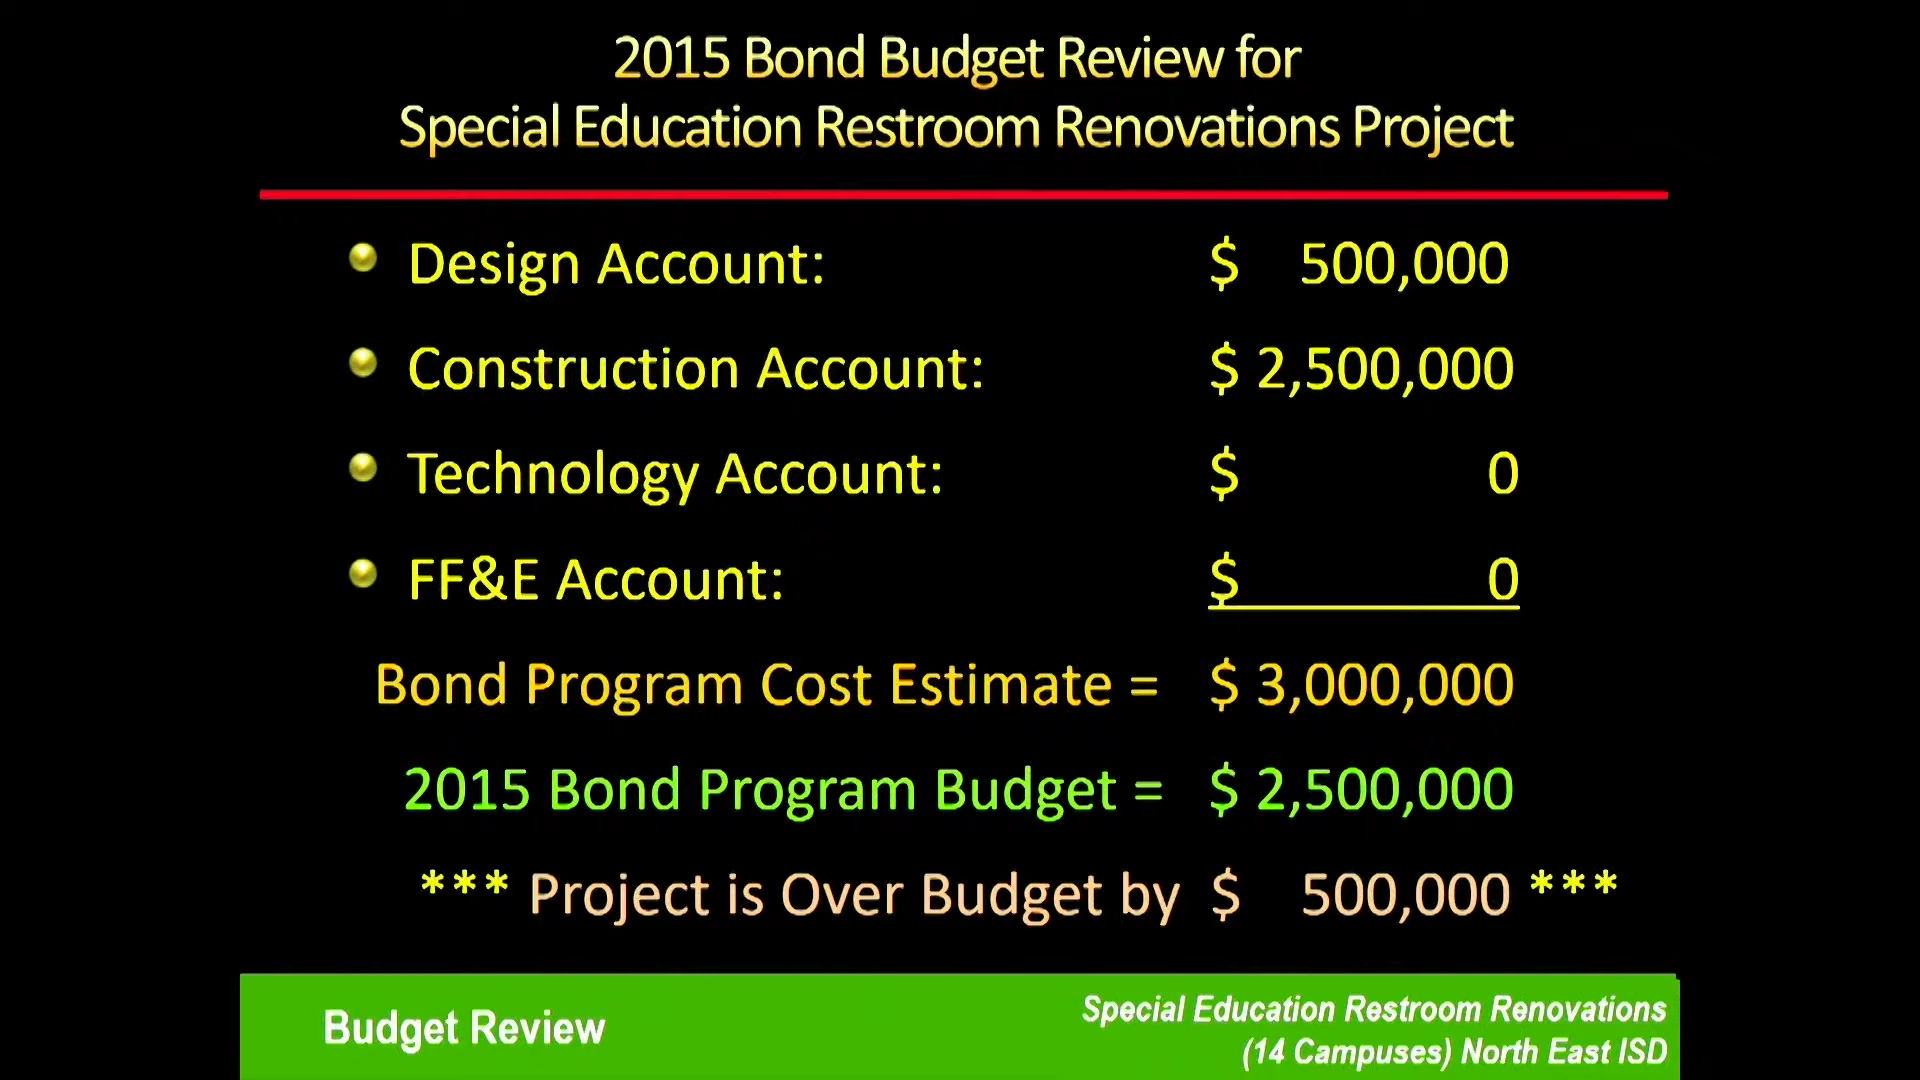 2015 Bond Budget Review for
Special Education Restroom Renovations Project
Design Account: $ 500,000
Construction Account: $ 2,500,000
Technology Account: $ 0
FF&E Account: $ 0
Bond Program Cost Estimate = $ 3,000,000
2015 Bond Program Budget = $ 2,500,000
*** Project is Over Budget by $ 500,000 ***
Budget Review
Special Education Restroom Renovations
(14 Campuses) North East ISD